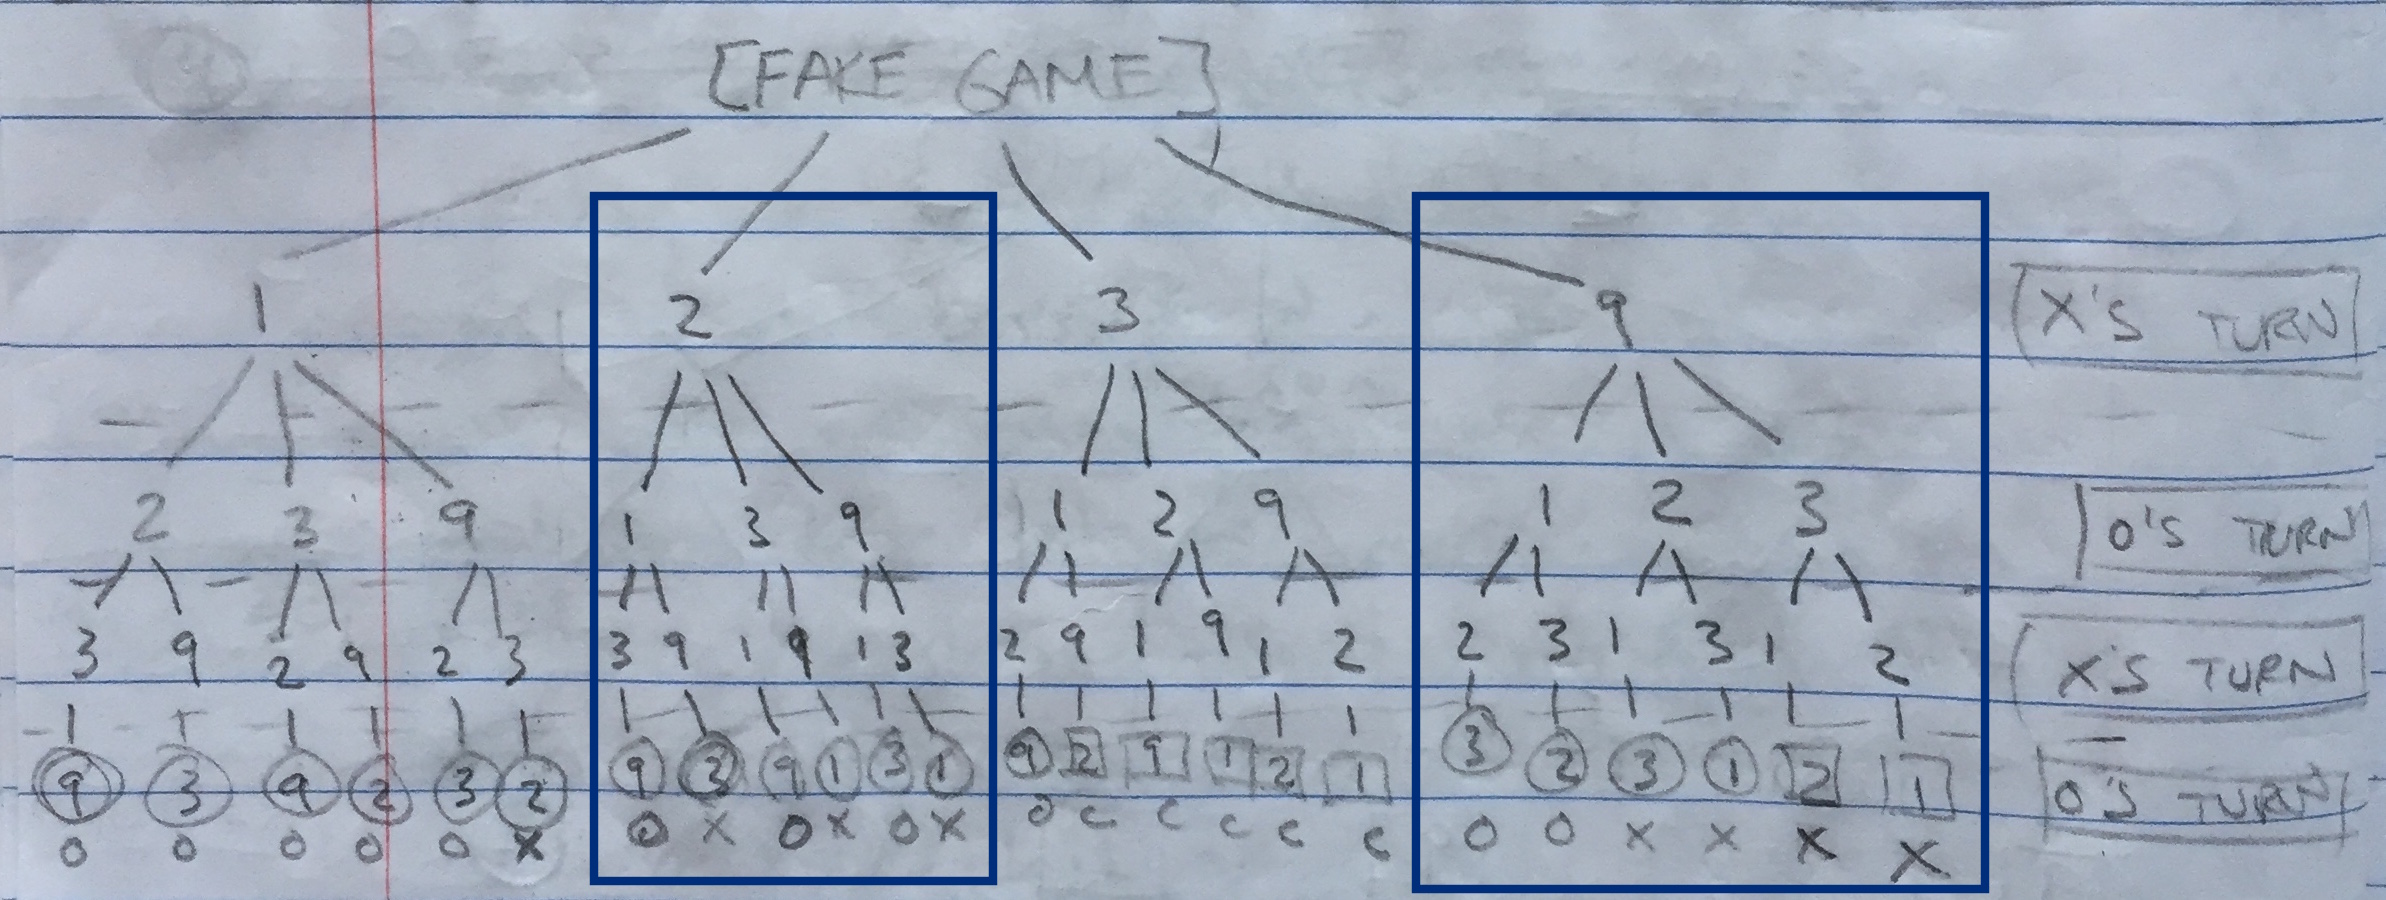 [FAKE GAME]
1 2 3 9 X'S TURN
2 3 9 1 3 9 1 2 9 1 2 3 O'S TURN
3 9 2 9 2 3 3 9 1 9 1 3 2 9 1 9 1 2 2 3 1 3 1 2 X'S TURN
9 3 9 2 3 2 9 3 9 1 3 1 9 2 9 1 2 1 3 2 3 1 2 1 O'S TURN
O O O O O X O X O X O X O C C C C C O O X X X X